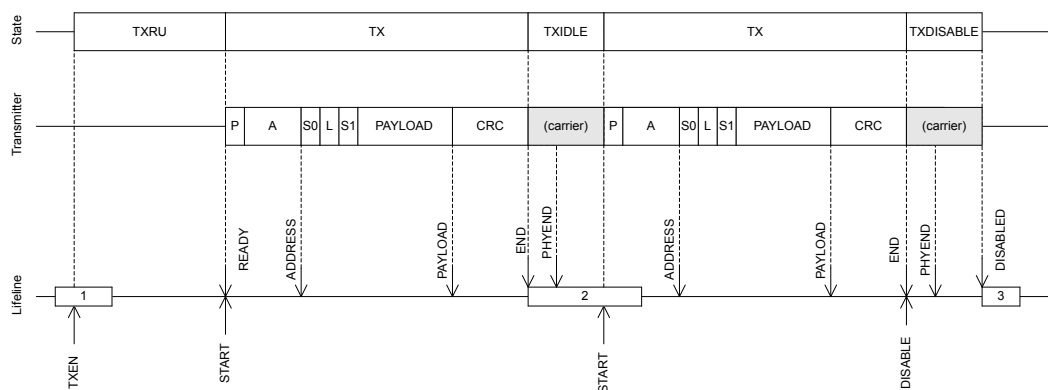 State
TXRU TX TXIDLE TX TXDISABLE
Transmitter
P A S0 L S1 PAYLOAD CRC (carrier) P A S0 L S1 PAYLOAD CRC (carrier)
READY ADDRESS PAYLOAD END PHYEND ADDRESS PAYLOAD END PHYEND DISABLED
Lifeline
1 2 3
TXEN START START DISABLE